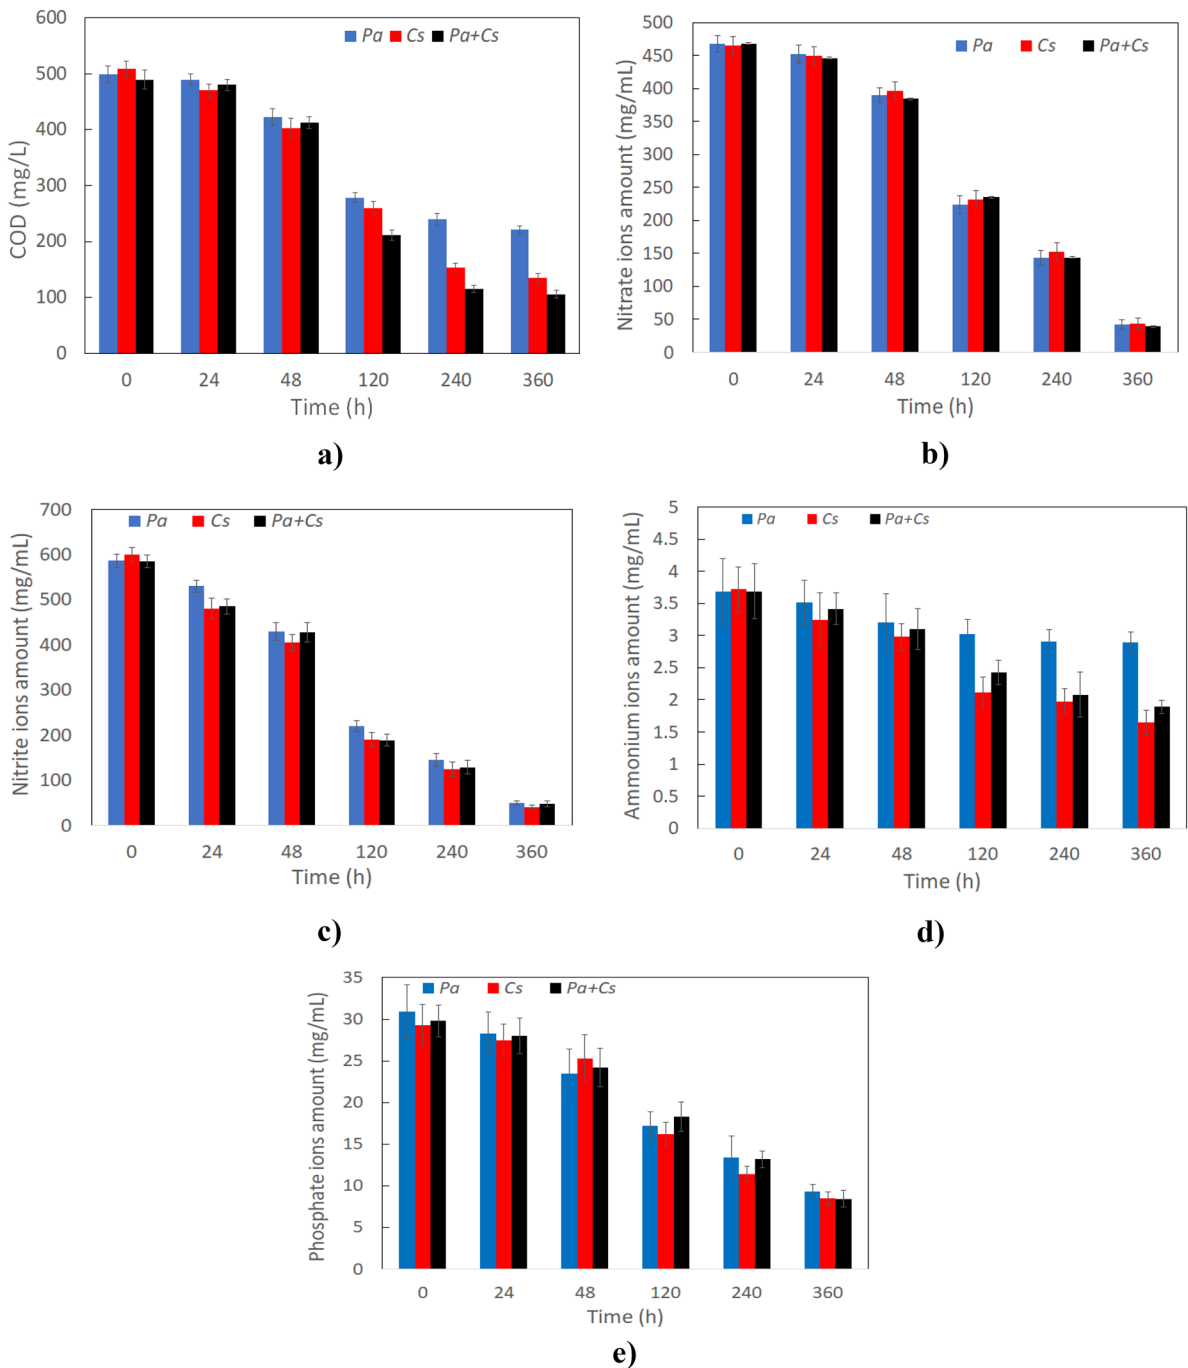 600
500
400
300
200
100
0
COD (mg/L)
Pa Cs Pa+Cs
0 24 48 120 240 360
Time (h)
a)
500
450
400
350
300
250
200
150
100
50
0
Nitrate ions amount (mg/mL)
Pa Cs Pa+Cs
0 24 48 120 240 360
Time (h)
b)
700
600
500
400
300
200
100
0
Nitrite ions amount (mg/mL)
Pa Cs Pa+Cs
0 24 48 120 240 360
Time (h)
c)
5
4.5
4
3.5
3
2.5
2
1.5
1
0.5
0
Ammonium ions amount (mg/mL)
Pa Cs Pa+Cs
0 24 48 120 240 360
Time (h)
d)
35
30
25
20
15
10
5
0
Phosphate ions amount (mg/mL)
Pa Cs Pa+Cs
0 24 48 120 240 360
Time (h)
e)